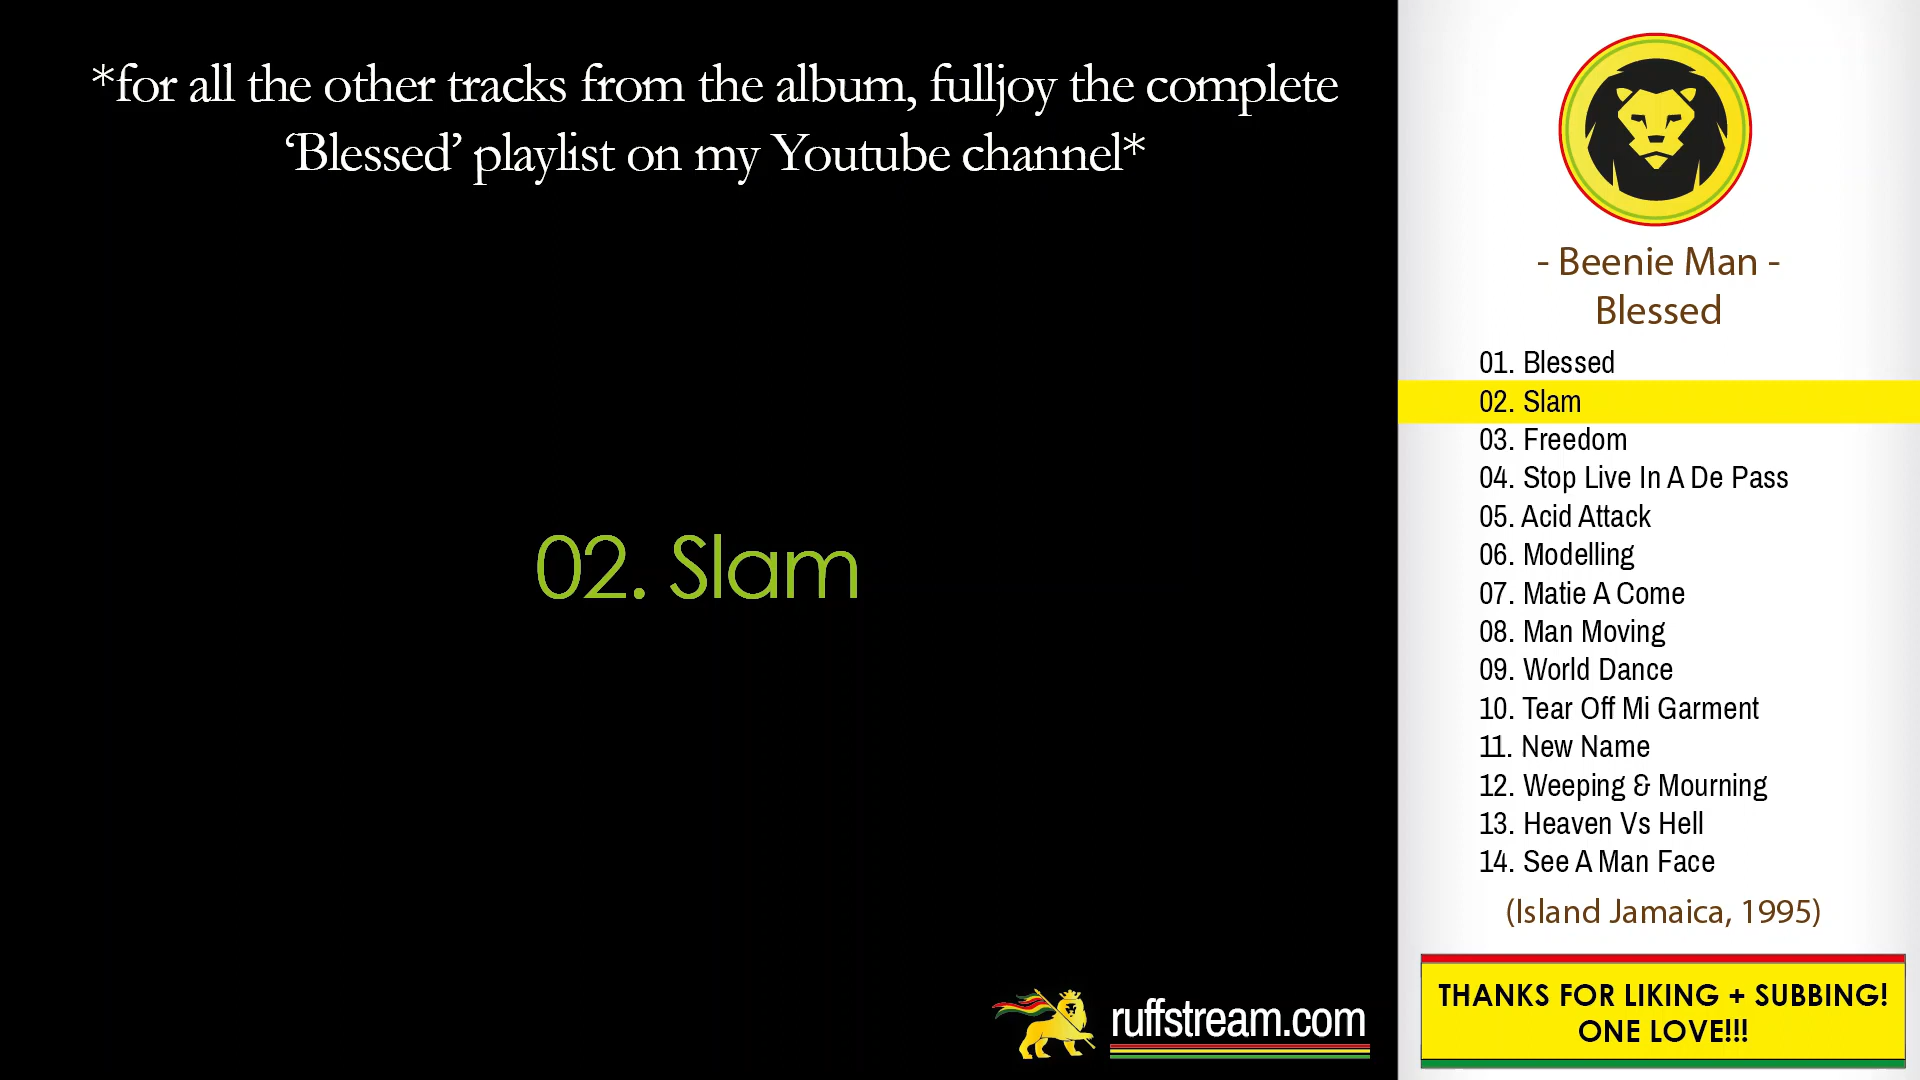 *for all the other tracks from the album, fulljoy the complete
‘Blessed’ playlist on my Youtube channel*
02. Slam
ruffstream.com
- Beenie Man -
Blessed
01. Blessed
02. Slam
03. Freedom
04. Stop Live In A De Pass
05. Acid Attack
06. Modelling
07. Matie A Come
08. Man Moving
09. World Dance
10. Tear Off Mi Garment
11. New Name
12. Weeping & Mourning
13. Heaven Vs Hell
14. See A Man Face
(Island Jamaica, 1995)
THANKS FOR LIKING + SUBBING!
ONE LOVE!!!